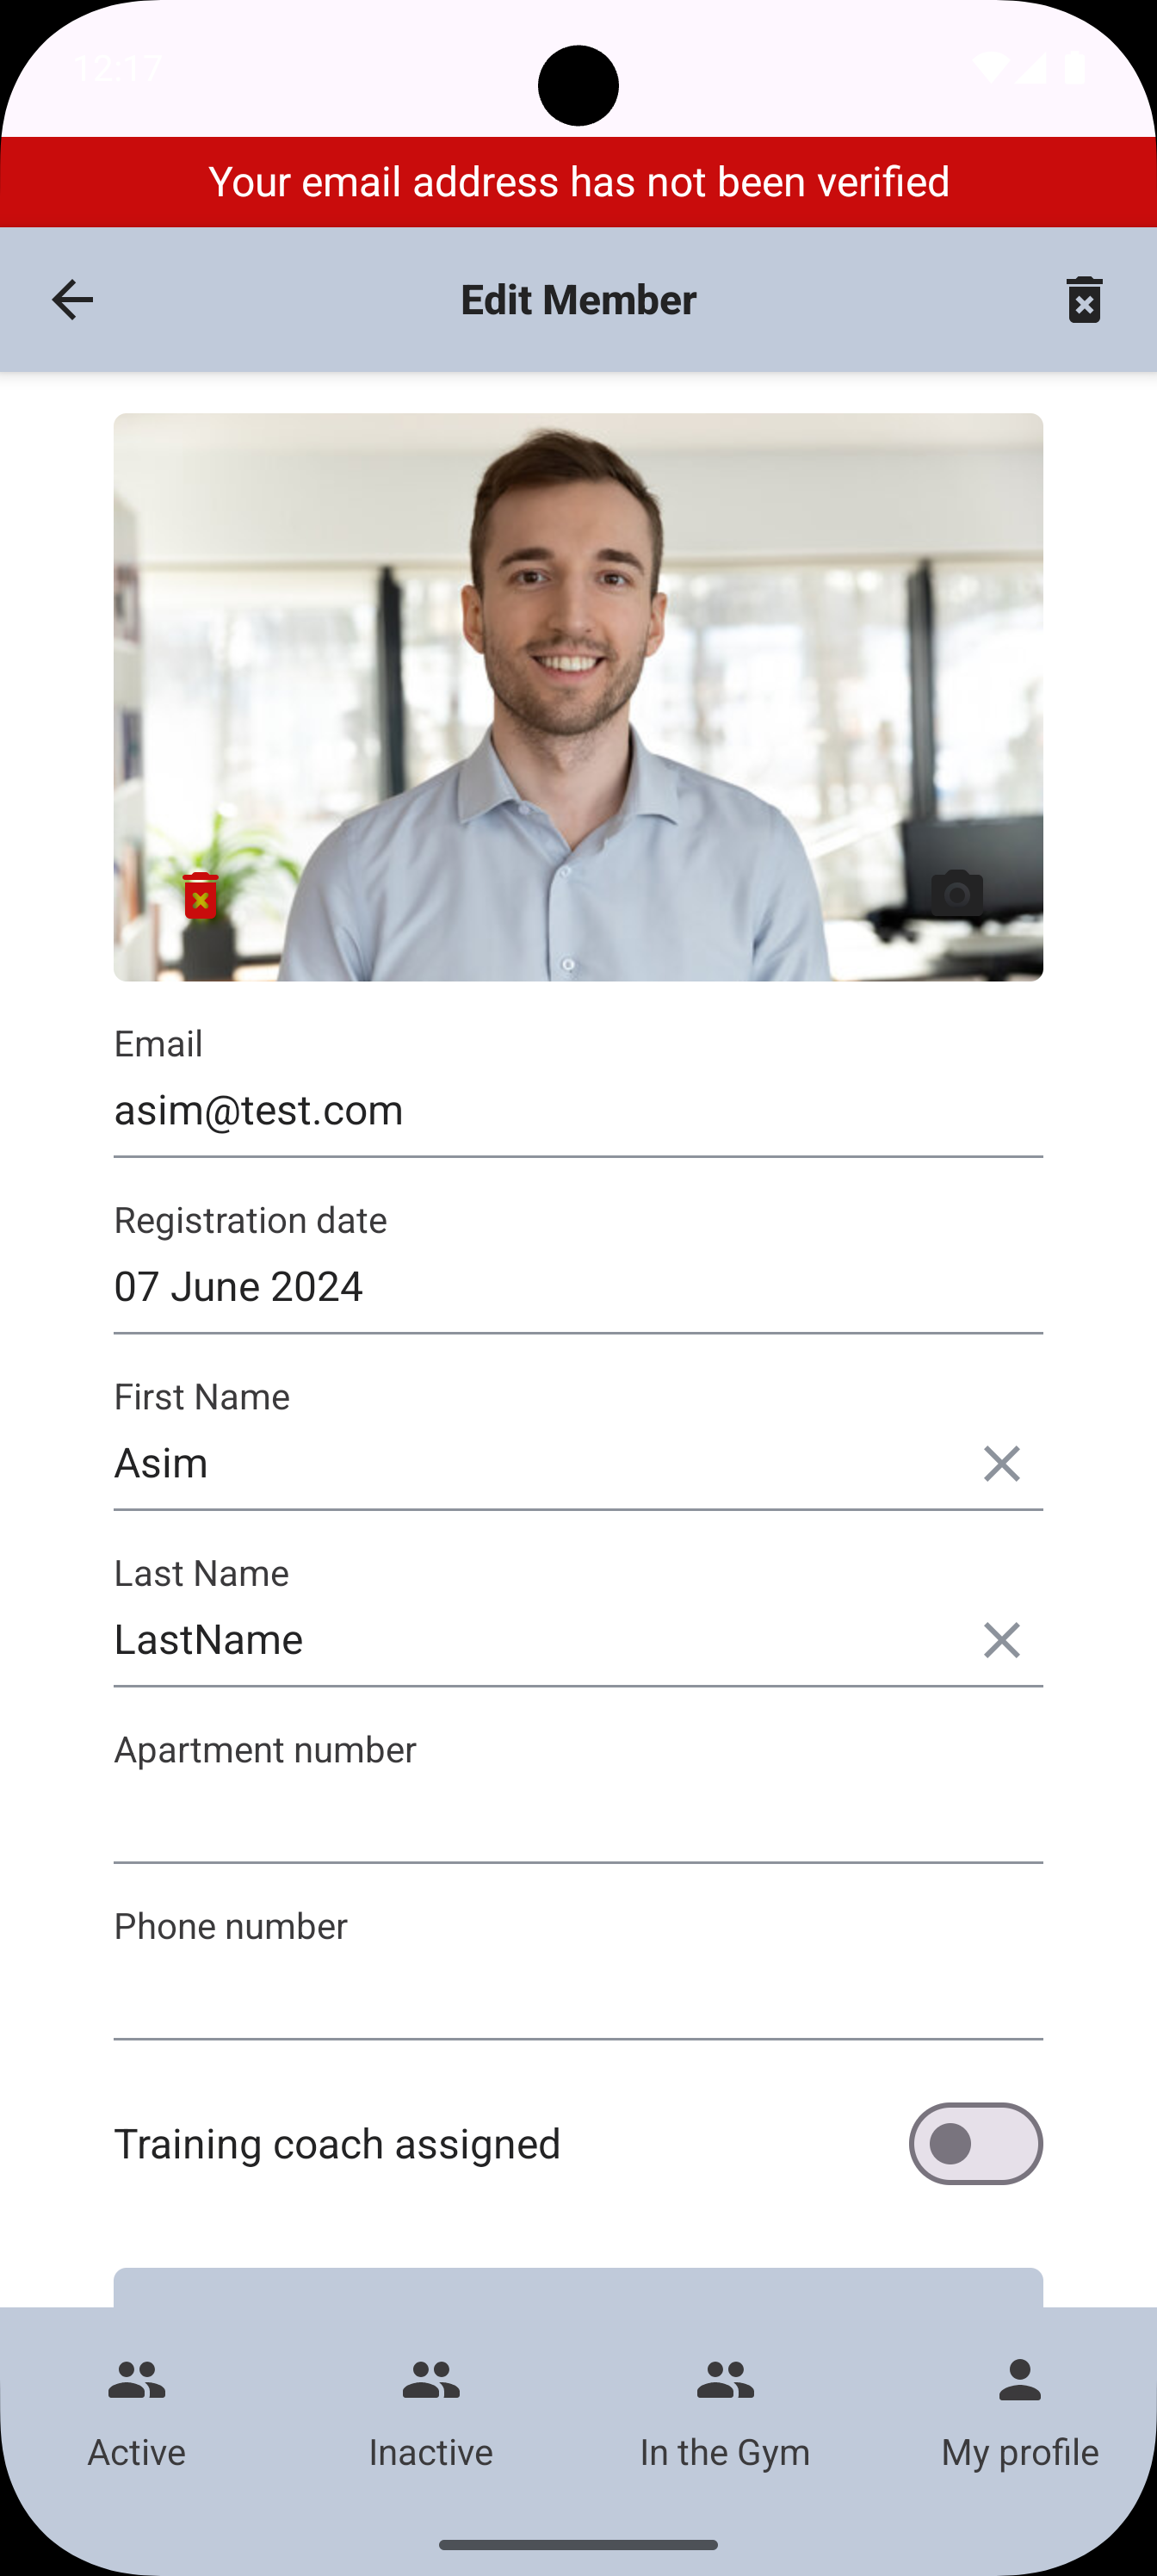 12:17
Your email address has not been verified
Edit Member
Email
asim@test.com
Registration date
07 June 2024
First Name
Asim
Last Name
LastName
Apartment number
Phone number
Training coach assigned
Active
Inactive
In the Gym
My profile